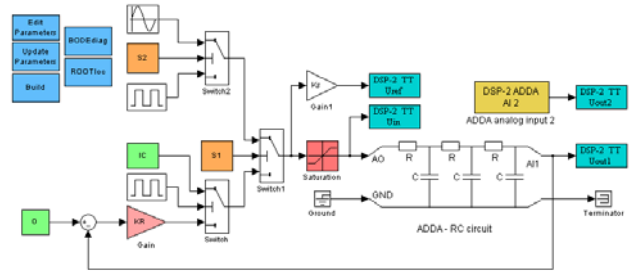 Edit
Parameters
BODEdiag
Update
Parameters
ROOTloc
Build
S2
Switch2
Kr
Gain1
DSP-2 TT
Uref
DSP-2 TT
Uin
DSP-2 ADDA
AI 2
ADDA analog input 2
DSP-2 TT
Uout2
IC
S1
Switch1
Saturation
AO
R
R
R
C
C
C
AI1
DSP-2 TT
Uout1
GND
Ground
Terminator
ADDA - RC circuit
Switch
0
KR
Gain